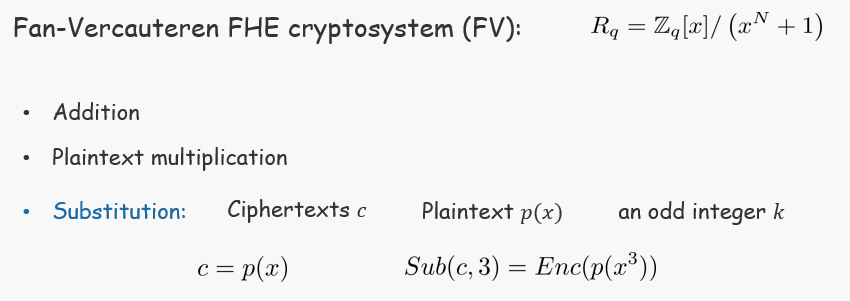 Fan-Vercauteren FHE cryptosystem (FV): $R_q = \mathbb{Z}_q[x]/\left(x^N + 1\right)$
• Addition
• Plaintext multiplication
• Substitution: Ciphertexts $c$ Plaintext $p(x)$ an odd integer $k$
$c = p(x)$ $Sub(c, 3) = Enc(p(x^3))$